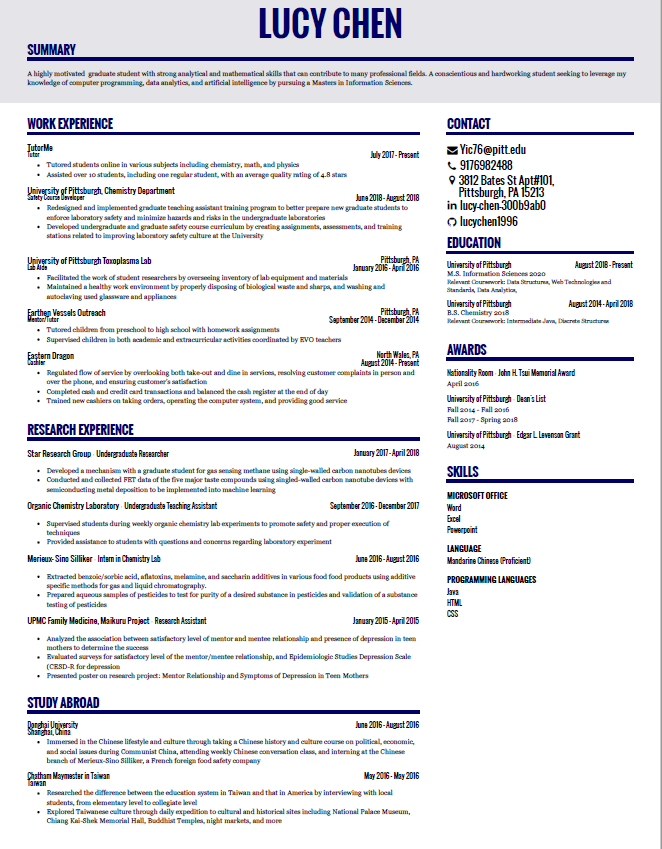 LUCY CHEN
SUMMARY
A highly motivated graduate student with strong analytical and mathematical skills that can contribute to many professional fields. A conscientious and hardworking student seeking to leverage my
knowledge of computer programming, data analytics, and artificial intelligence by pursuing a Masters in Information Sciences.
WORK EXPERIENCE
TutorMe
Tutor July 2017 - Present
• Tutored students online in various subjects including chemistry, math, and physics
• Assisted over 10 students, including one regular student, with an average quality rating of 4.8 stars
University of Pittsburgh, Chemistry Department
Safety Course Developer June 2018 - August 2018
• Redesigned and implemented graduate teaching assistant training program to better prepare new graduate students to
enforce laboratory safety and minimize hazards and risks in the undergraduate laboratories
• Developed undergraduate and graduate safety course curriculum by creating assignments, assessments, and training
slides related to improving laboratory safety culture at the University
University of Pittsburgh Toxoplasma Lab Pittsburgh, PA
Lab Aide January 2016 - April 2016
• Facilitated the work of student researchers by overseeing inventory of lab equipment and materials
• Maintained a healthy work environment by properly disposing of biological waste and sharps, and washing and
autoclaving used glassware and appliances
Earthen Vessels Outreach Pittsburgh, PA
Mentor/Tutor September 2014 - December 2014
• Tutored children from preschool to high school with homework assignments
• Supervised children in both academic and extracurricular activities coordinated by EVO teachers
Eastern Dragon North Wales, PA
Cashier August 2014 - Present
• Regulated flow of service by overlooking both take-out and dine in services, resolving customer complaints in person and
over the phone, and ensuring customer's satisfaction
• Completed cash and credit card transactions and balanced the cash register at the end of day
• Trained new cashiers on taking orders, operating the computer system, and providing good service
RESEARCH EXPERIENCE
Star Research Group · Undergraduate Researcher January 2017 - April 2018
• Developed a mechanism with a graduate student for gas sensing methane using single-walled carbon nanotubes devices
• Conducted and collected FET data of the five major taste compounds using singled-walled carbon nanotube devices with
semiconducting metal deposition to be implemented into machine learning
Organic Chemistry Laboratory · Undergraduate Teaching Assistant September 2016 - December 2017
• Supervised students during weekly organic chemistry lab experiments to promote safety and proper execution of
techniques
• Provided assistance to students with questions and concerns regarding laboratory experiment
Merieux- Sino Silliker · Intern in Chemistry Lab June 2016 - August 2016
• Extracted benzoic/sorbic acid, aflatoxins, melamine, and saccharin additives in various food food products using additive
specific methods for gas and liquid chromatography.
• Prepared aqueous samples of pesticides to test for purity of a desired substance in pesticides and validation of a substance
testing of pesticides
UPMC Family Medicine, Maikuru Project · Research Assistant January 2015 - April 2015
• Analyzed the association between satisfactory level of mentor and mentee relationship and presence of depression in teen
mothers to determine the success
• Evaluated surveys for satisfactory level of the mentor/mentee relationship, and Epidemiologic Studies Depression Scale
(CESD-R for depression
• Presented poster on research project: Mentor Relationship and Symptoms of Depression in Teen Mothers
STUDY ABROAD
Donghai University June 2016 - August 2016
Shanghai, China
• Immersed in the Chinese lifestyle and culture through taking a Chinese history and culture course on political, economic,
and social issues during Communist China, attending weekly Chinese conversation class, and interning at the Chinese
branch of Merieux-Sino Silliker, a French foreign food safety company
Chatham Maymester in Taiwan May 2016 - May 2016
Taiwan
• Researched the difference between the education system in Taiwan and that in America by interviewing with local
students, from elementary level to collegiate level
• Explored Taiwanese culture through daily expedition to cultural and historical sites including National Palace Museum,
Chiang Kai-Shek Memorial Hall, Buddhist Temples, night markets, and more
CONTACT
Yic76@pitt.edu
9176982488
3812 Bates St Apt#101,
Pittsburgh, PA 15213
lucy-chen-300b9ab0
lucychen1996
EDUCATION
University of Pittsburgh August 2018 - Present
M.S. Information Sciences 2020
Relevant Coursework: Data Structures, Web Technologies and
Standards, Data Analytics,
University of Pittsburgh August 2014 - April 2018
B.S. Chemistry 2018
Relevant Coursework: Intermediate Java, Discrete Structures
AWARDS
Nationality Room · John H. Tsui Memorial Award
April 2016
University of Pittsburgh · Dean's List
Fall 2014 - Fall 2016
Fall 2017 - Spring 2018
University of Pittsburgh · Edgar L. Levenson Grant
August 2014
SKILLS
MICROSOFT OFFICE
Word
Excel
Powerpoint
LANGUAGE
Mandarine Chinese (Proficient)
PROGRAMMING LANGUAGES
Java
HTML
CSS